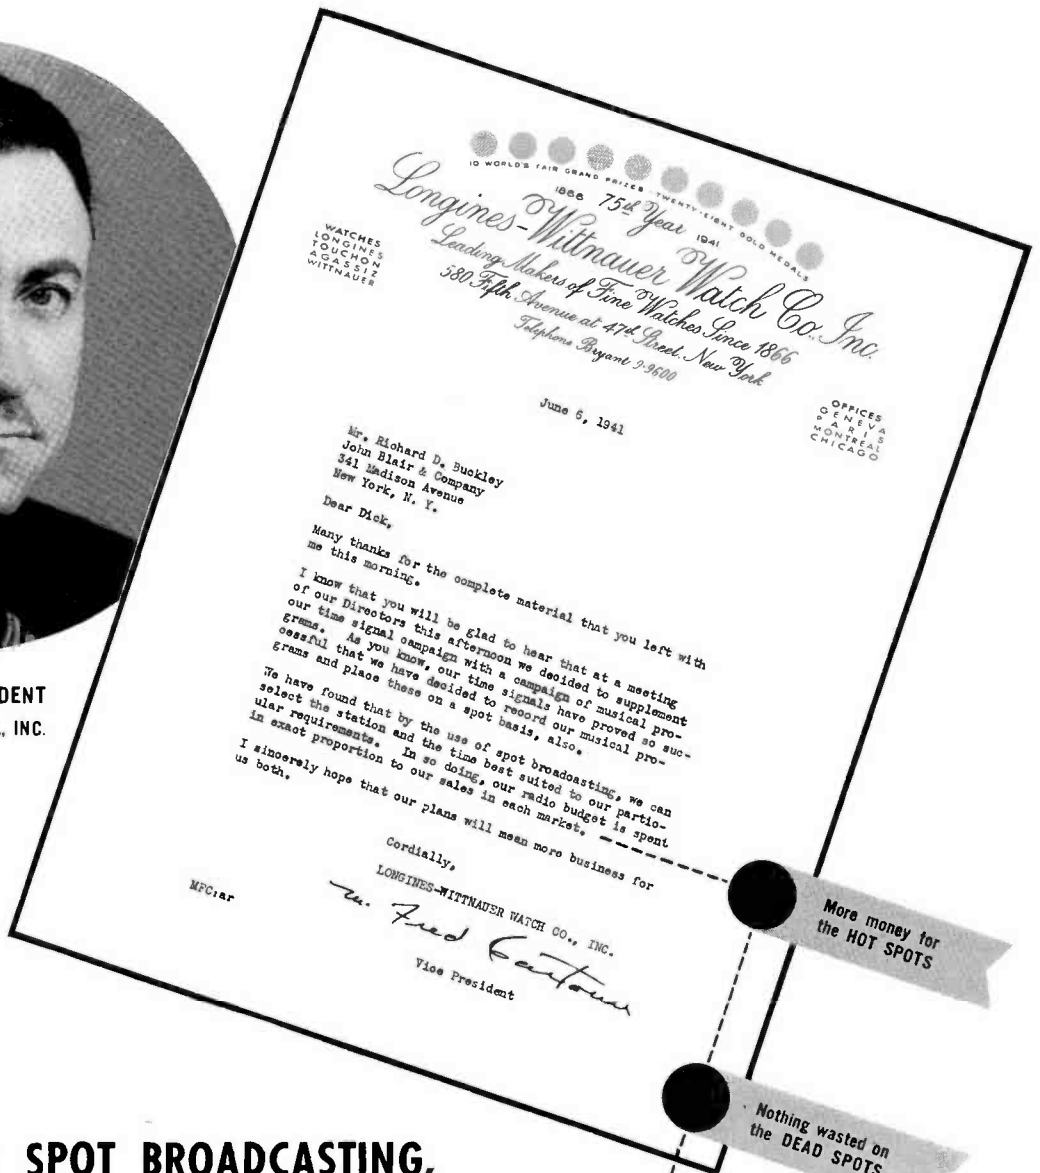 10 WORLD'S FAIR GRAND PRIZES · TWENTY-EIGHT GOLD MEDALS
1866 75th Year 1941
Longines-Wittnauer Watch Co. Inc.
Leading Makers of Fine Watches Since 1866
580 Fifth Avenue at 47th Street. New York
Telephone Bryant 9-9600
WATCHES
LONGINES
TOUCHON
AGASSIZ
WITTNAUER
OFFICES
GENEVA
PARIS
MONTREAL
CHICAGO
June 6, 1941
Mr. Richard D. Buckley
John Blair & Company
341 Madison Avenue
New York, N. Y.
Dear Dick,
Many thanks for the complete material that you left with
me this morning.
I know that you will be glad to hear that at a meeting
of our Directors this afternoon we decided to supplement
our time signal campaign with a campaign of musical pro-
grams. As you know, our time signals have proved so suc-
cessful that we have decided to record our musical pro-
grams and place these on a spot basis, also.
We have found that by the use of spot broadcasting, we can
select the station and the time best suited to our partic-
ular requirements. In so doing, our radio budget is spent
in exact proportion to our sales in each market.
I sincerely hope that our plans will mean more business for
us both.
Cordially,
LONGINES-WITTNAUER WATCH CO., INC.
M. Fred
Vice President
MFC:ar
DENT
., INC.
More money for
the HOT SPOTS
Nothing wasted on
the DEAD SPOTS
SPOT BROADCASTING,